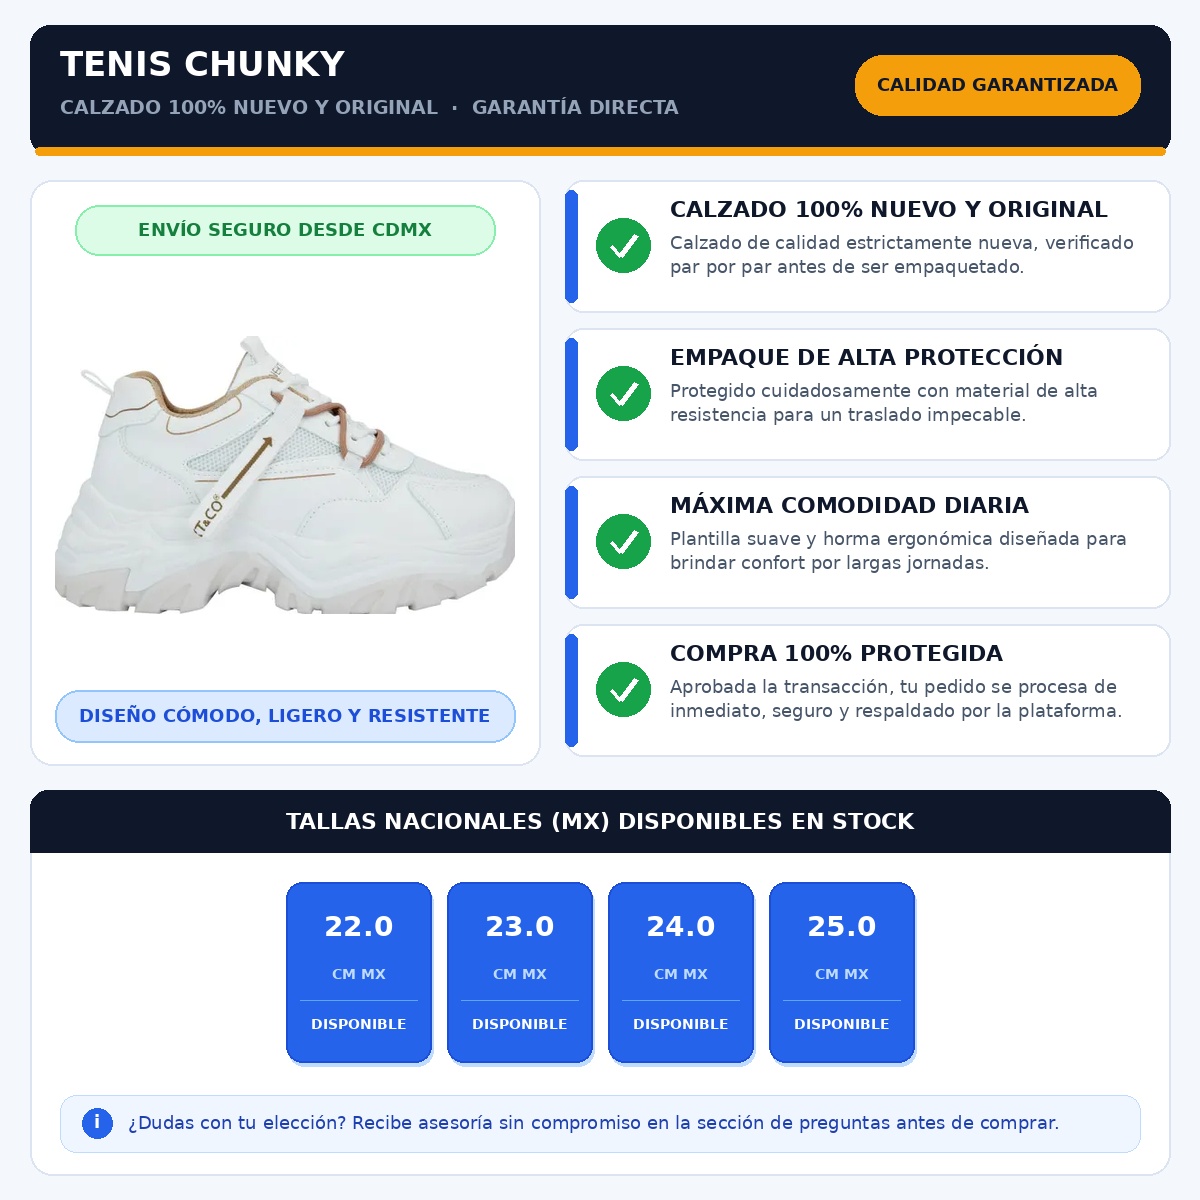 TENIS CHUNKY
CALZADO 100% NUEVO Y ORIGINAL · GARANTÍA DIRECTA
CALIDAD GARANTIZADA
ENVÍO SEGURO DESDE CDMX
T&CO®
DISEÑO CÓMODO, LIGERO Y RESISTENTE
CALZADO 100% NUEVO Y ORIGINAL
Calzado de calidad estrictamente nueva, verificado
par por par antes de ser empaquetado.
EMPAQUE DE ALTA PROTECCIÓN
Protegido cuidadosamente con material de alta
resistencia para un traslado impecable.
MÁXIMA COMODIDAD DIARIA
Plantilla suave y horma ergonómica diseñada para
brindar confort por largas jornadas.
COMPRA 100% PROTEGIDA
Aprobada la transacción, tu pedido se procesa de
inmediato, seguro y respaldado por la plataforma.
TALLAS NACIONALES (MX) DISPONIBLES EN STOCK
22.0 23.0 24.0 25.0
CM MX CM MX CM MX CM MX
DISPONIBLE DISPONIBLE DISPONIBLE DISPONIBLE
i ¿Dudas con tu elección? Recibe asesoría sin compromiso en la sección de preguntas antes de comprar.